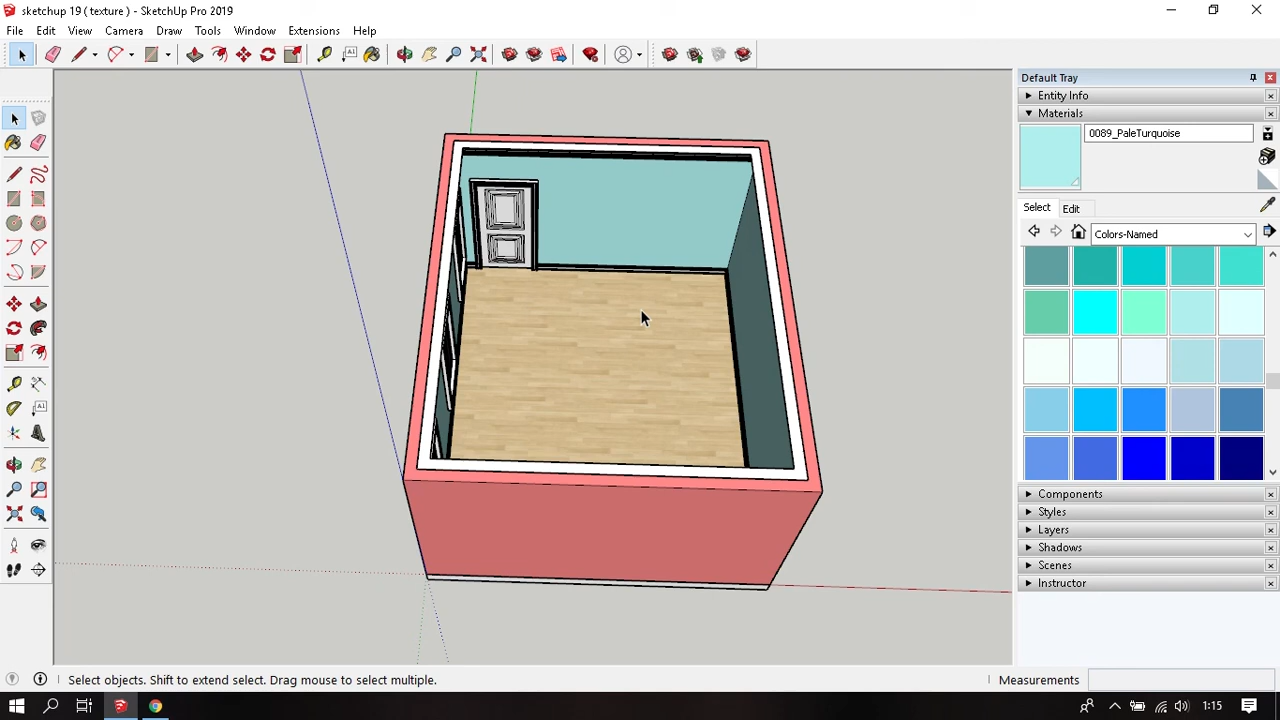 sketchup 19 ( texture ) - SketchUp Pro 2019
File Edit View Camera Draw Tools Window Extensions Help
Default Tray
Entity Info
Materials
0089_PaleTurquoise
Select Edit
Colors-Named
Components
Styles
Layers
Shadows
Scenes
Instructor
Select objects. Shift to extend select. Drag mouse to select multiple.
Measurements
1:15